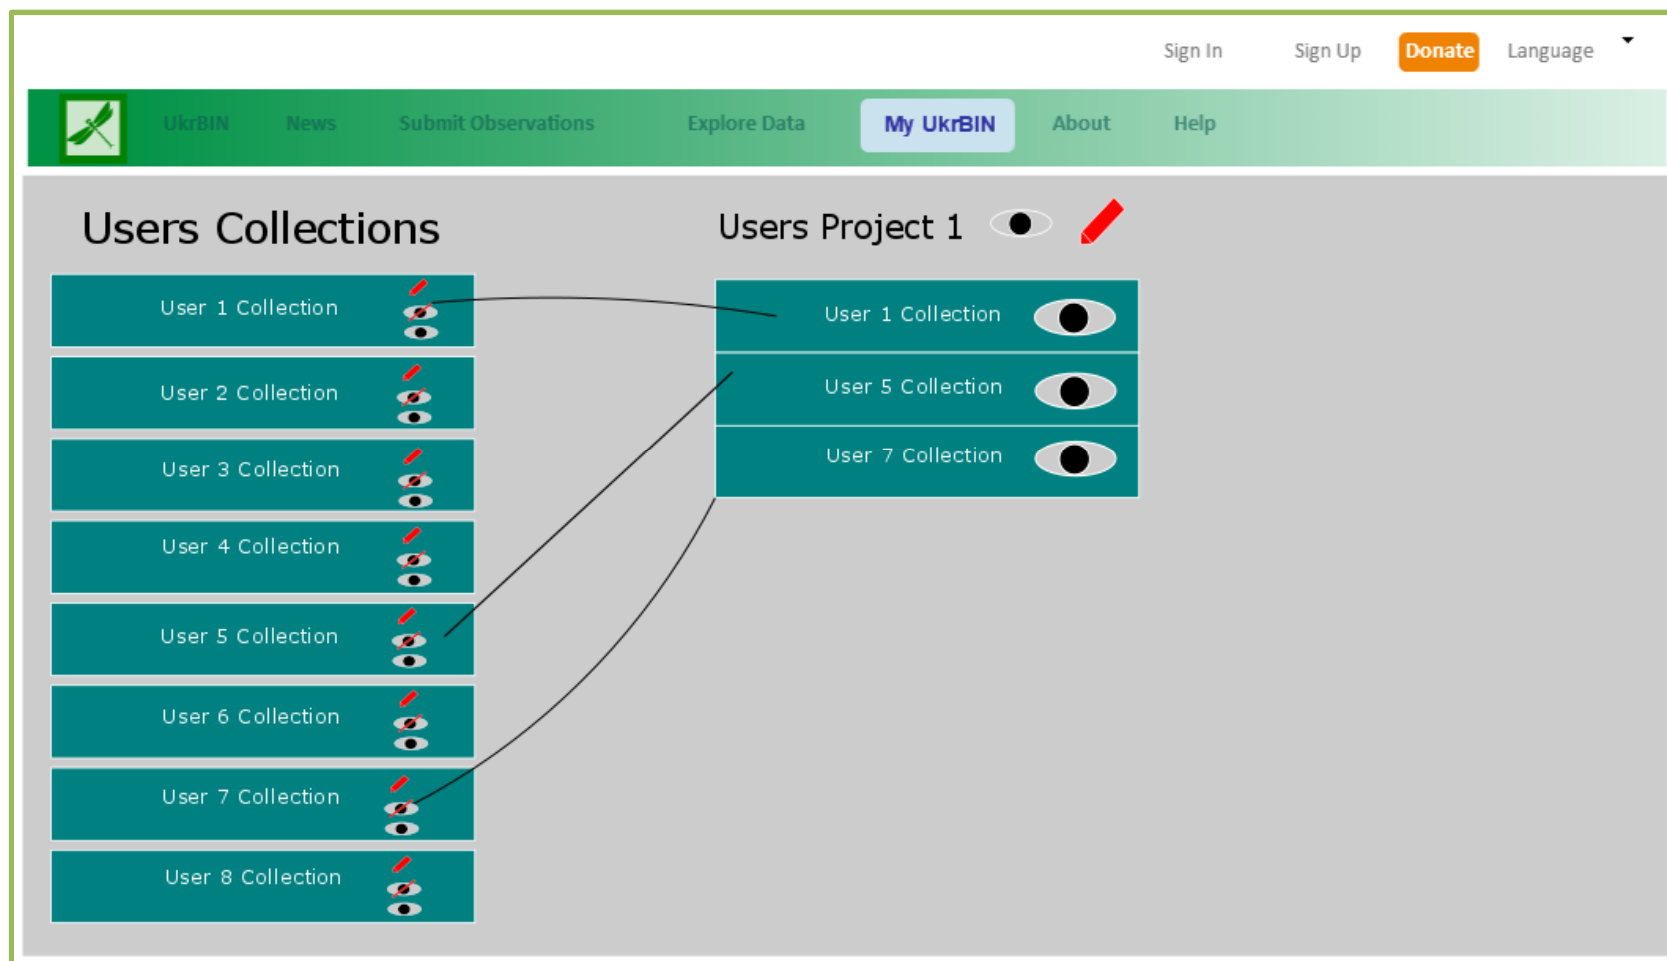 Sign In Sign Up Donate Language
UkrBIN News Submit Observations Explore Data My UkrBIN About Help
Users Collections
User 1 Collection
User 2 Collection
User 3 Collection
User 4 Collection
User 5 Collection
User 6 Collection
User 7 Collection
User 8 Collection
Users Project 1
User 1 Collection
User 5 Collection
User 7 Collection